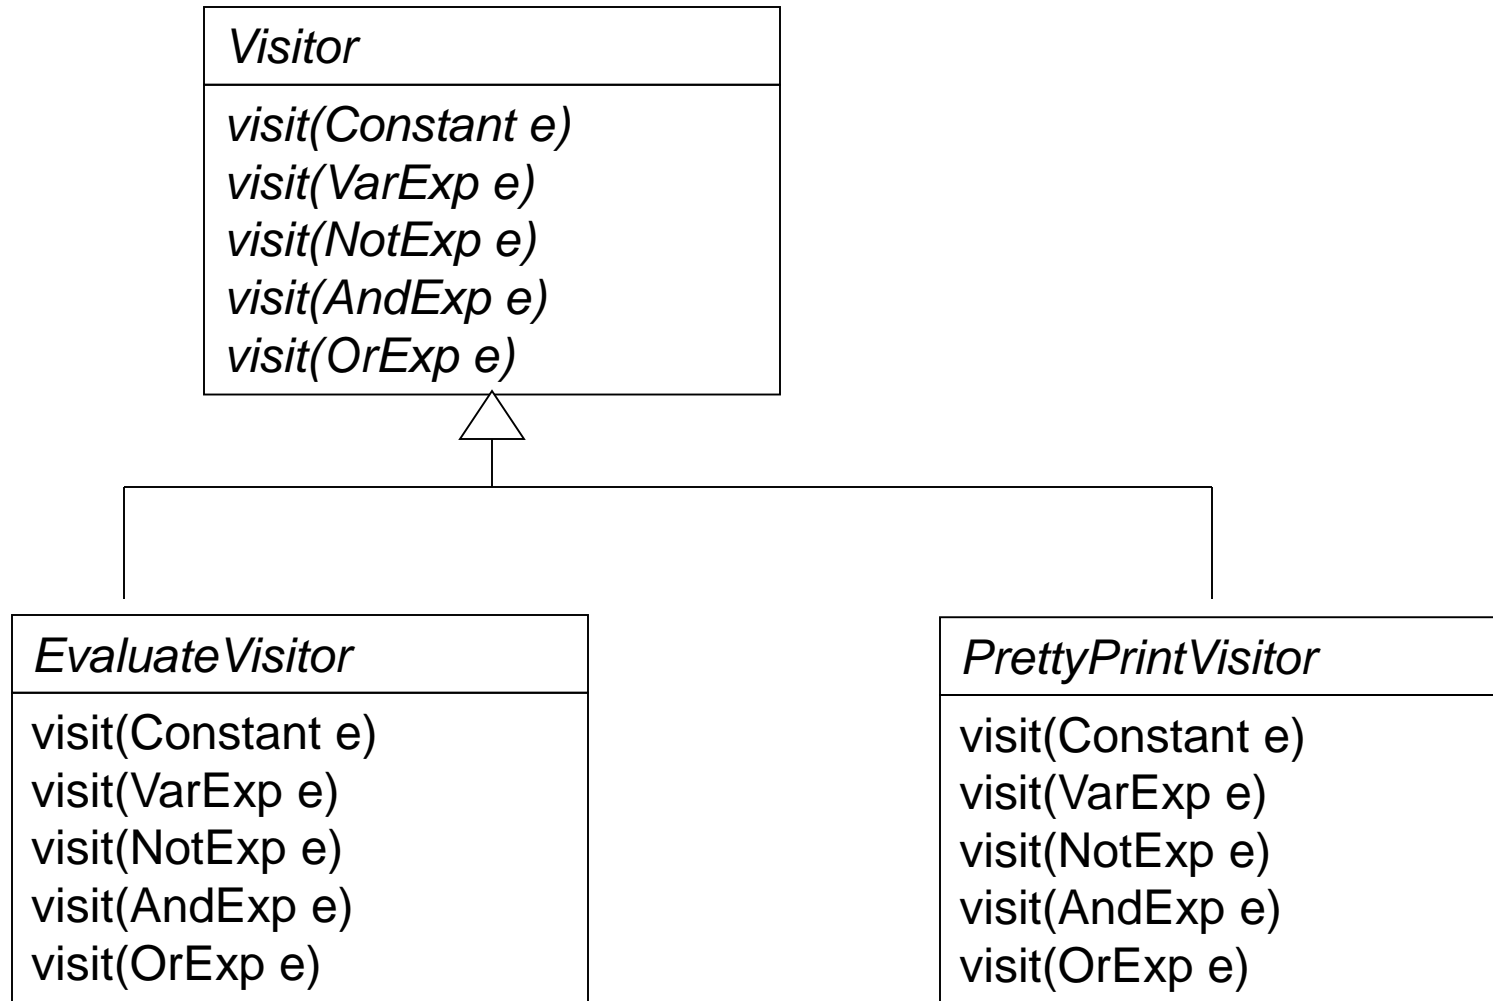 Visitor
visit(Constant e)
visit(VarExp e)
visit(NotExp e)
visit(AndExp e)
visit(OrExp e)
EvaluateVisitor
visit(Constant e)
visit(VarExp e)
visit(NotExp e)
visit(AndExp e)
visit(OrExp e)
PrettyPrintVisitor
visit(Constant e)
visit(VarExp e)
visit(NotExp e)
visit(AndExp e)
visit(OrExp e)